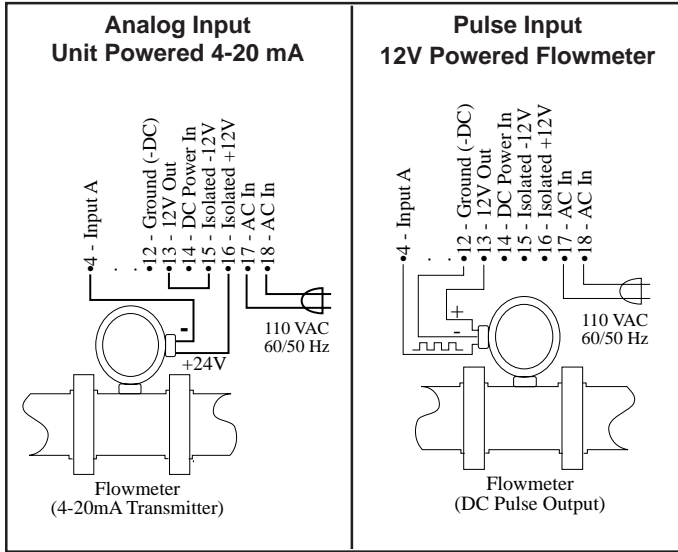 Analog Input
Unit Powered 4-20 mA
4 - Input A
12 - Ground (-DC)
13 - 12V Out
14 - DC Power In
15 - Isolated -12V
16 - Isolated +12V
17 - AC In
18 - AC In
-
+24V
110 VAC
60/50 Hz
Flowmeter
(4-20mA Transmitter)
Pulse Input
12V Powered Flowmeter
4 - Input A
12 - Ground (-DC)
13 - 12V Out
14 - DC Power In
15 - Isolated -12V
16 - Isolated +12V
17 - AC In
18 - AC In
+
-
110 VAC
60/50 Hz
Flowmeter
(DC Pulse Output)